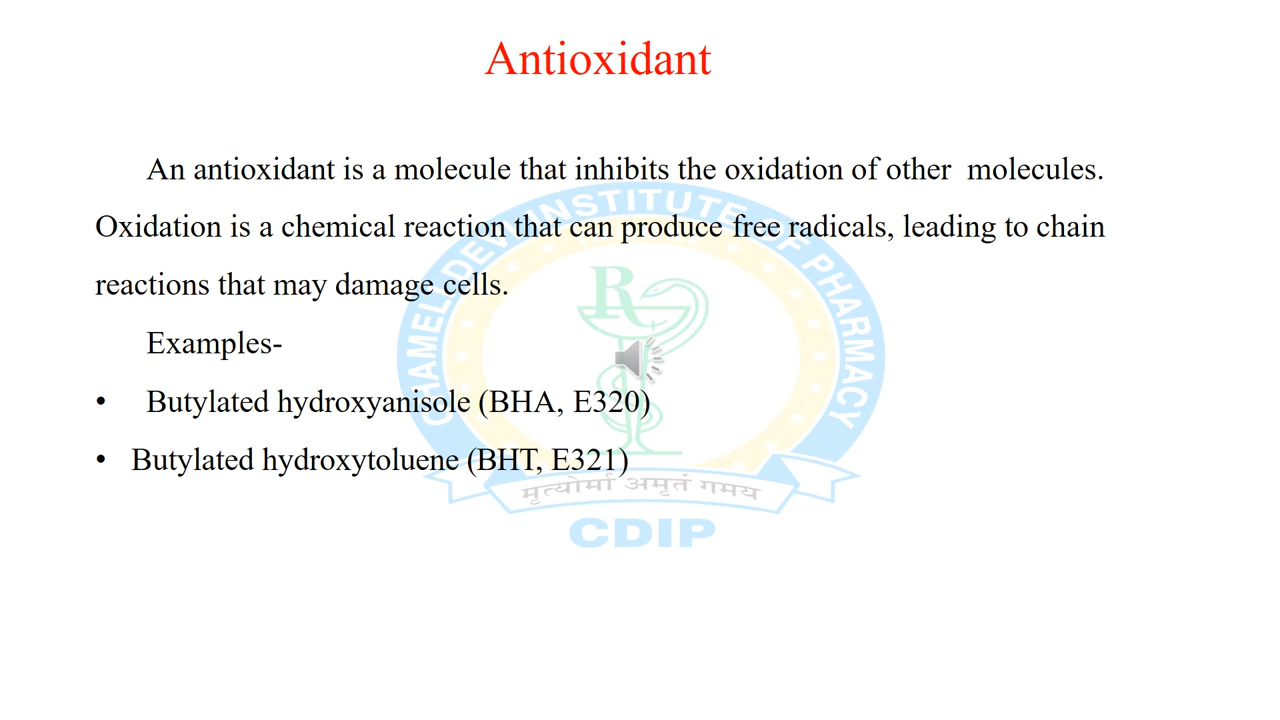 Antioxidant
An antioxidant is a molecule that inhibits the oxidation of other molecules.
Oxidation is a chemical reaction that can produce free radicals, leading to chain
reactions that may damage cells.
Examples-
• Butylated hydroxyanisole (BHA, E320)
• Butylated hydroxytoluene (BHT, E321)
CHAMELI DEVI INSTITUTE OF PHARMACY
मृत्योर्मा अमृतं गमय
CDIP